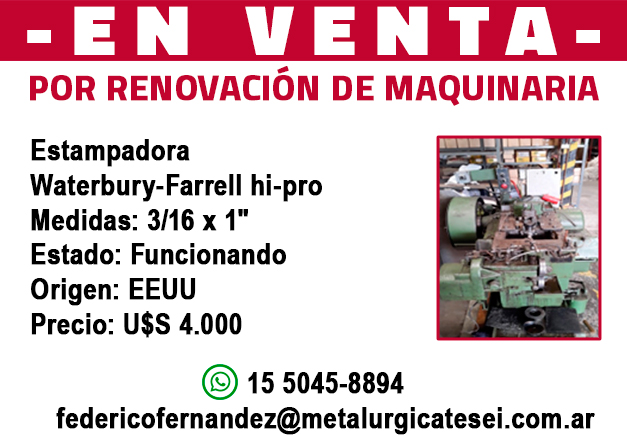 -EN VENTA-
POR RENOVACIÓN DE MAQUINARIA
Estampadora
Waterbury-Farrell hi-pro
Medidas: 3/16 x 1"
Estado: Funcionando
Origen: EEUU
Precio: U$S 4.000
15 5045-8894
federicofernandez@metalurgicatesei.com.ar